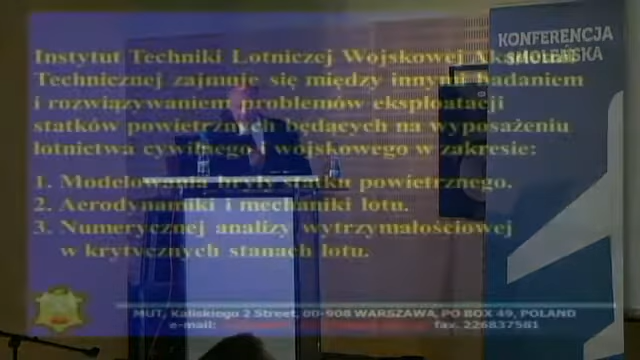 Instytut Techniki Lotniczej Wojskowej Akademii
Technicznej zajmuje się między innymi badaniem
i rozwiązywaniem problemów eksploatacji
statków powietrznych będących na wyposażeniu
lotnictwa cywilnego i wojskowego w zakresie:
1. Modelowania bryły statku powietrznego.
2. Aerodynamiki i mechaniki lotu.
3. Numerycznej analizy wytrzymałościowej
w krytycznych stanach lotu.
MUT, Kaliskiego 2 Street, 00-908 WARSZAWA, PO BOX 49, POLAND
e-mail: fax. 226837581
KONFERENCJA
SMOLEŃSKA